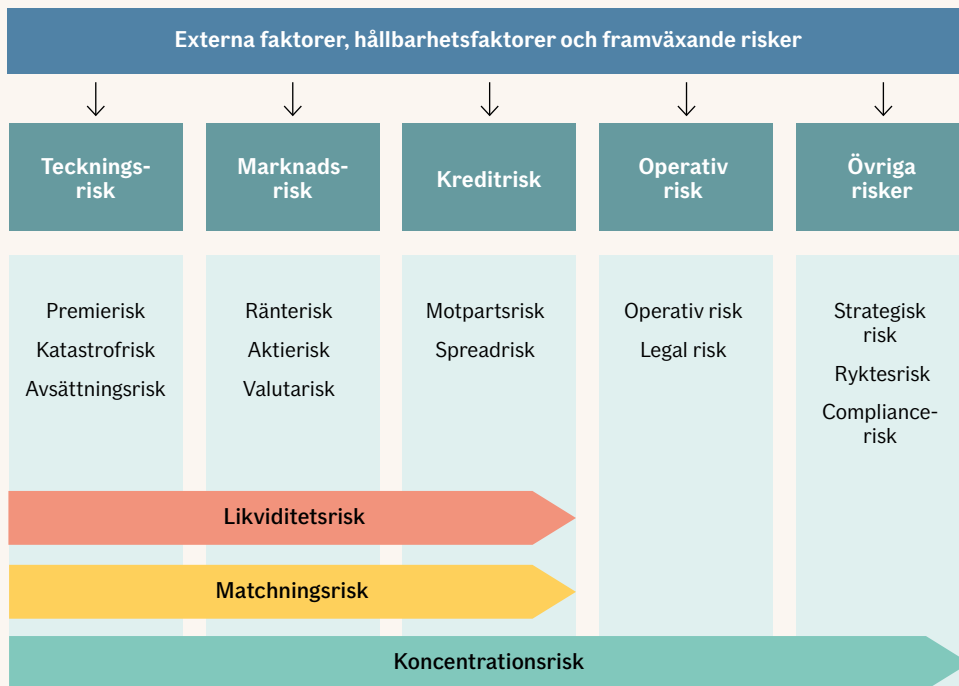 Externa faktorer, hållbarhetsfaktorer och framväxande risker
Tecknings-
risk
Marknads-
risk
Kreditrisk
Operativ
risk
Övriga
risker
Premierisk
Katastrofrisk
Avsättningsrisk
Ränterisk
Aktierisk
Valutarisk
Motpartsrisk
Spreadrisk
Operativ risk
Legal risk
Strategisk
risk
Ryktesrisk
Compliance-
risk
Likviditetsrisk
Matchningsrisk
Koncentrationsrisk